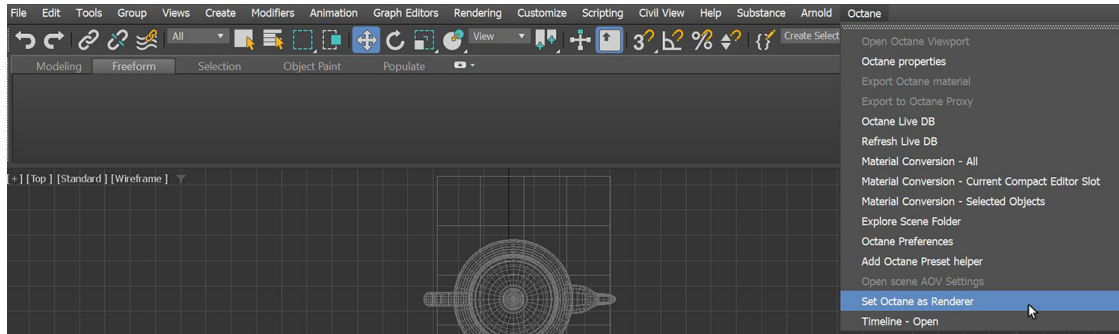 File Edit Tools Group Views Create Modifiers Animation Graph Editors Rendering Customize Scripting Civil View Help Substance Arnold Octane
All View 3 Create Select
Modeling Freeform Selection Object Paint Populate
[+] [Top ] [Standard ] [Wireframe ]
Open Octane Viewport
Octane properties
Export Octane material
Export to Octane Proxy
Octane Live DB
Refresh Live DB
Material Conversion - All
Material Conversion - Current Compact Editor Slot
Material Conversion - Selected Objects
Explore Scene Folder
Octane Preferences
Add Octane Preset helper
Open scene AOV Settings
Set Octane as Renderer
Timeline - Open